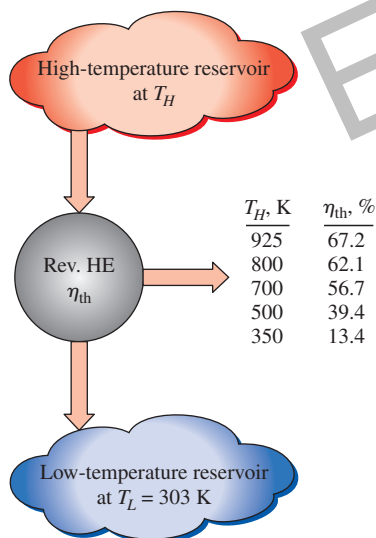 High-temperature reservoir
at T_H
Rev. HE
η_th
T_H, K η_th, %
925 67.2
800 62.1
700 56.7
500 39.4
350 13.4
Low-temperature reservoir
at T_L = 303 K